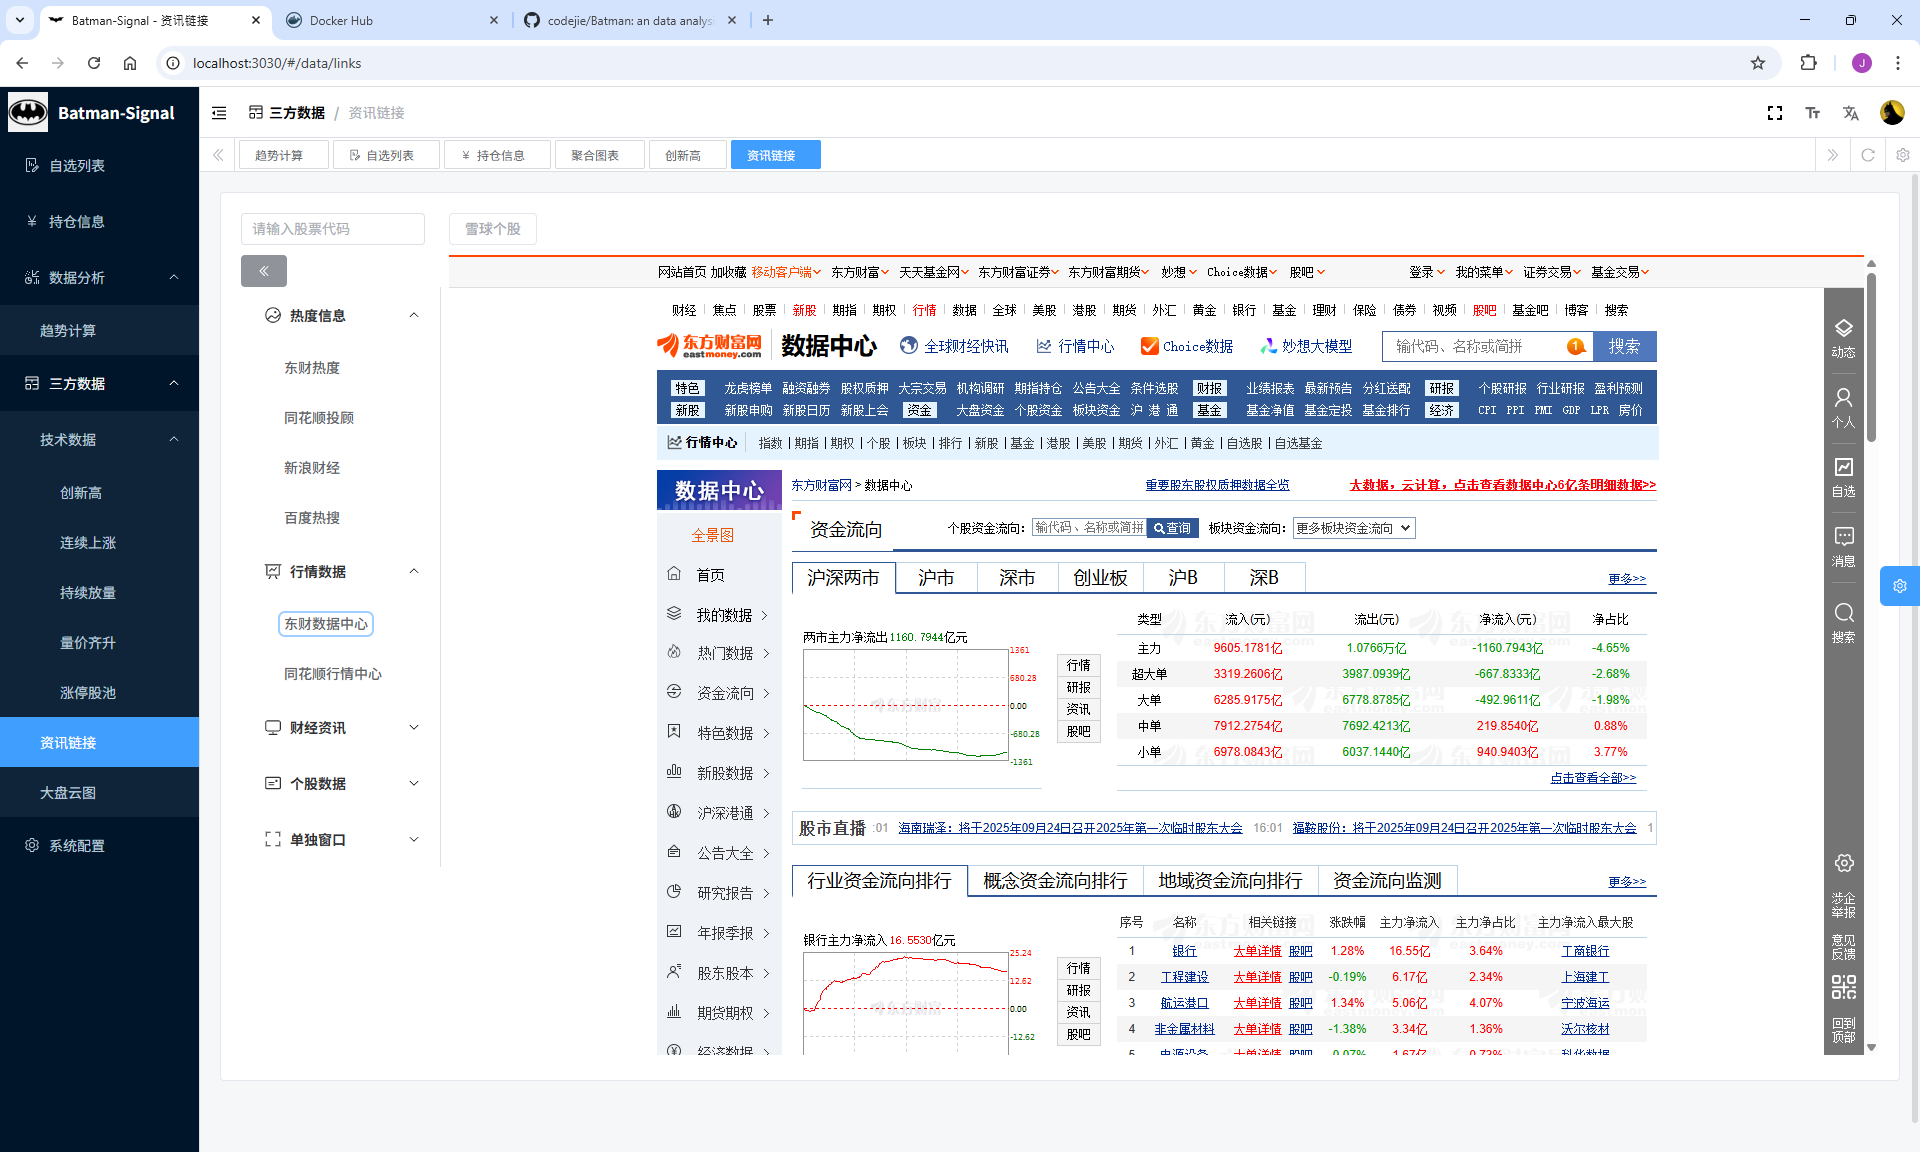 Batman-Signal - 资讯链接
Docker Hub
codejie/Batman: an data analys
localhost:3030/#/data/links
J
Batman-Signal
三方数据 / 资讯链接
自选列表
持仓信息
数据分析
趋势计算
三方数据
技术数据
创新高
连续上涨
持续放量
量价齐升
涨停股池
资讯链接
大盘云图
系统配置
趋势计算
自选列表
¥ 持仓信息
聚合图表
创新高
资讯链接
请输入股票代码
雪球个股
热度信息
东财热度
同花顺投顾
新浪财经
百度热搜
行情数据
东财数据中心
同花顺行情中心
财经资讯
个股数据
单独窗口
网站首页 加收藏 移动客户端 东方财富 天天基金网 东方财富证券 东方财富期货 妙想 Choice数据 股吧 登录 我的菜单 证券交易 基金交易
财经 焦点 股票 新股 期指 期权 行情 数据 全球 美股 港股 期货 外汇 黄金 银行 基金 理财 保险 债券 视频 股吧 基金吧 博客 搜索
东方财富网
eastmoney.com
数据中心
全球财经快讯 行情中心 Choice数据 妙想大模型
输代码、名称或简拼 1 搜索
特色 龙虎榜单 融资融券 股权质押 大宗交易 机构调研 期指持仓 公告大全 条件选股 财报 业绩报表 最新预告 分红送配 研报 个股研报 行业研报 盈利预测
新股 新股申购 新股日历 新股上会 资金 大盘资金 个股资金 板块资金 沪 港 通 基金 基金净值 基金定投 基金排行 经济 CPI PPI PMI GDP LPR 房价
行情中心 指数 期指 期权 个股 板块 排行 新股 基金 港股 美股 期货 外汇 黄金 自选股 自选基金
数据中心
全景图
首页
我的数据
热门数据
资金流向
特色数据
新股数据
沪深港通
公告大全
研究报告
年报季报
股东股本
期货期权
经济数据
东方财富网 > 数据中心 重要股东股权质押数据全览 大数据，云计算，点击查看数据中心6亿条明细数据>>
资金流向 个股资金流向： 输代码、名称或简拼 查询 板块资金流向： 更多板块资金流向
沪深两市 沪市 深市 创业板 沪B 深B 更多>>
两市主力净流出1160.7944亿元
1361
680.28
0.00
-680.28
-1361
行情
研报
资讯
股吧
类型 流入(元) 流出(元) 净流入(元) 净占比
主力 9605.1781亿 1.0766万亿 -1160.7943亿 -4.65%
超大单 3319.2606亿 3987.0939亿 -667.8333亿 -2.68%
大单 6285.9175亿 6778.8785亿 -492.9611亿 -1.98%
中单 7912.2754亿 7692.4213亿 219.8540亿 0.88%
小单 6978.0843亿 6037.1440亿 940.9403亿 3.77%
点击查看全部>>
股市直播 :01 海南瑞泽：将于2025年09月24日召开2025年第一次临时股东大会 16:01 福鞍股份：将于2025年09月24日召开2025年第一次临时股东大会 1
行业资金流向排行 概念资金流向排行 地域资金流向排行 资金流向监测 更多>>
银行主力净流入16.5530亿元
25.24
12.62
0.00
-12.62
行情
研报
资讯
股吧
序号 名称 相关链接 涨跌幅 主力净流入 主力净占比 主力净流入最大股
1 银行 大单详情 股吧 1.28% 16.55亿 3.64% 工商银行
2 工程建设 大单详情 股吧 -0.19% 6.17亿 2.34% 上海建工
3 航运港口 大单详情 股吧 1.34% 5.06亿 4.07% 宁波海运
4 非金属材料 大单详情 股吧 -1.38% 3.34亿 1.36% 沃尔核材
5 电源设备 大单详情 股吧 -0.07% 1.67亿 0.73% 科华数据
动态
个人
自选
消息
搜索
涉企
举报
意见
反馈
回到
顶部